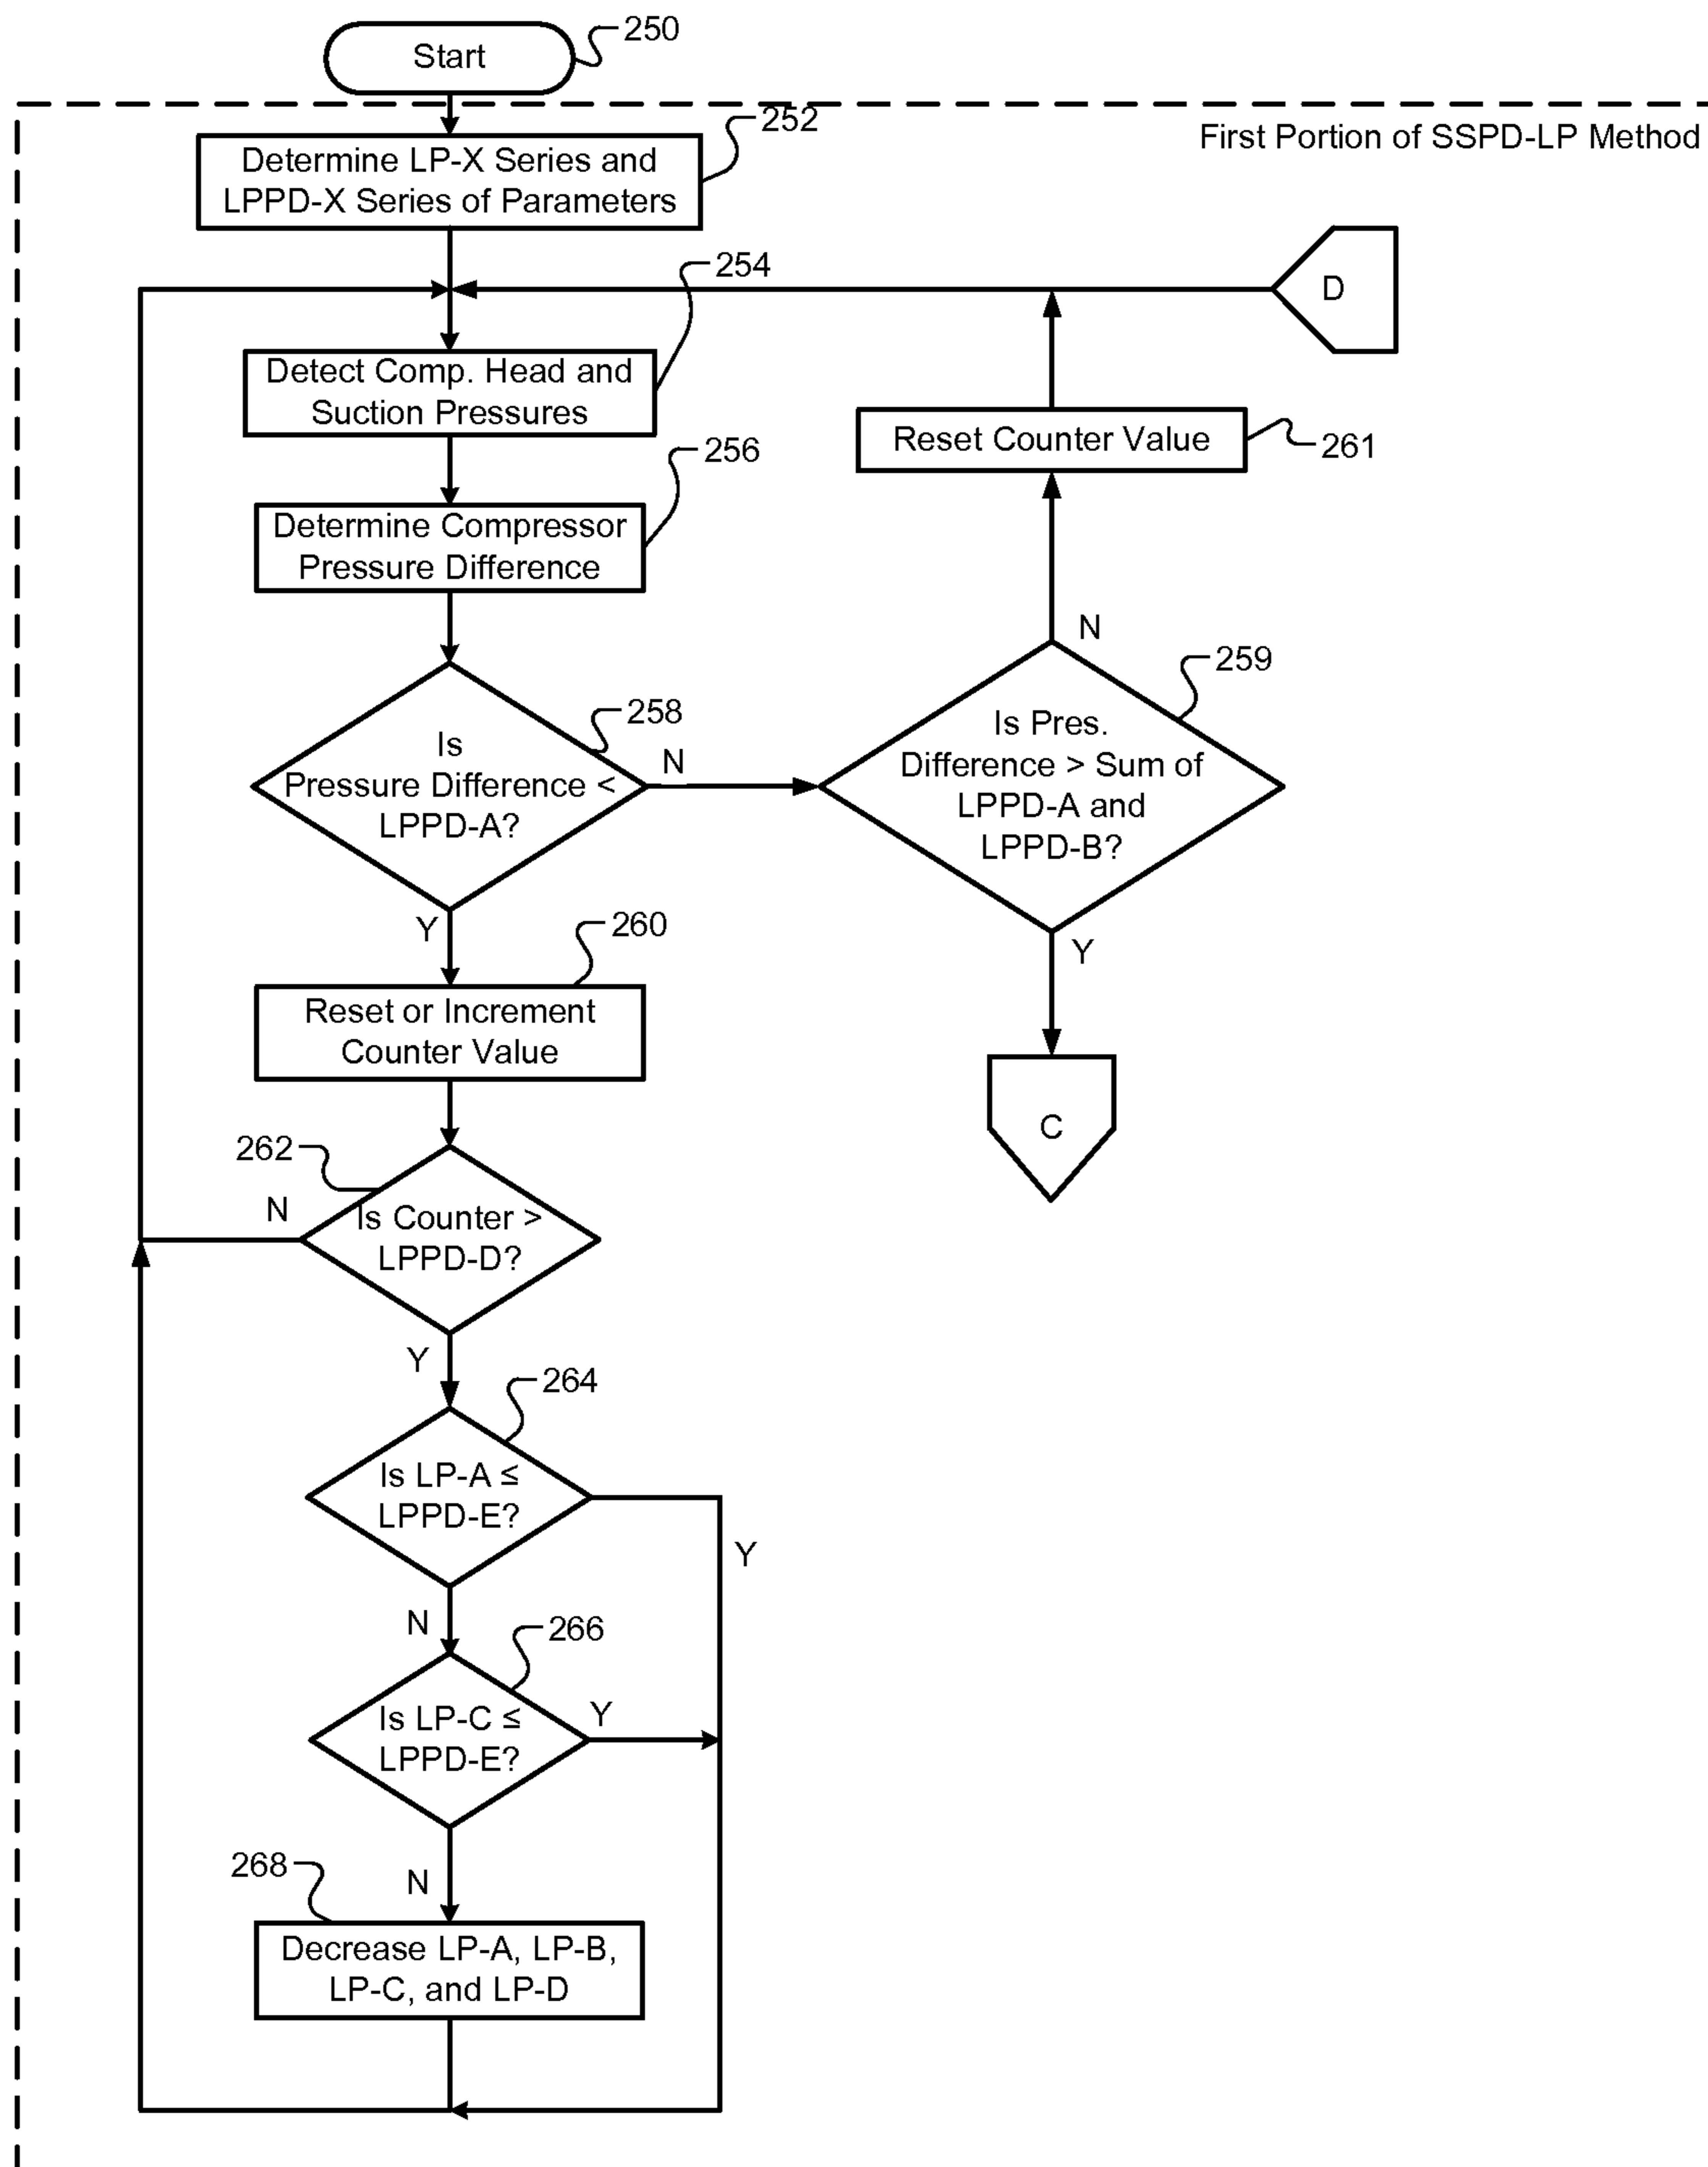 Start
250
First Portion of SSPD-LP Method
252
Determine LP-X Series and
LPPD-X Series of Parameters
254
D
Detect Comp. Head and
Suction Pressures
Reset Counter Value
261
256
Determine Compressor
Pressure Difference
N
259
258
Is
Pressure Difference <
LPPD-A?
N
Is Pres.
Difference > Sum of
LPPD-A and
LPPD-B?
Y
260
Y
Reset or Increment
Counter Value
C
262
N
Is Counter >
LPPD-D?
Y
264
Is LP-A ≤
LPPD-E?
Y
N
266
Is LP-C ≤
LPPD-E?
Y
268
N
Decrease LP-A, LP-B,
LP-C, and LP-D